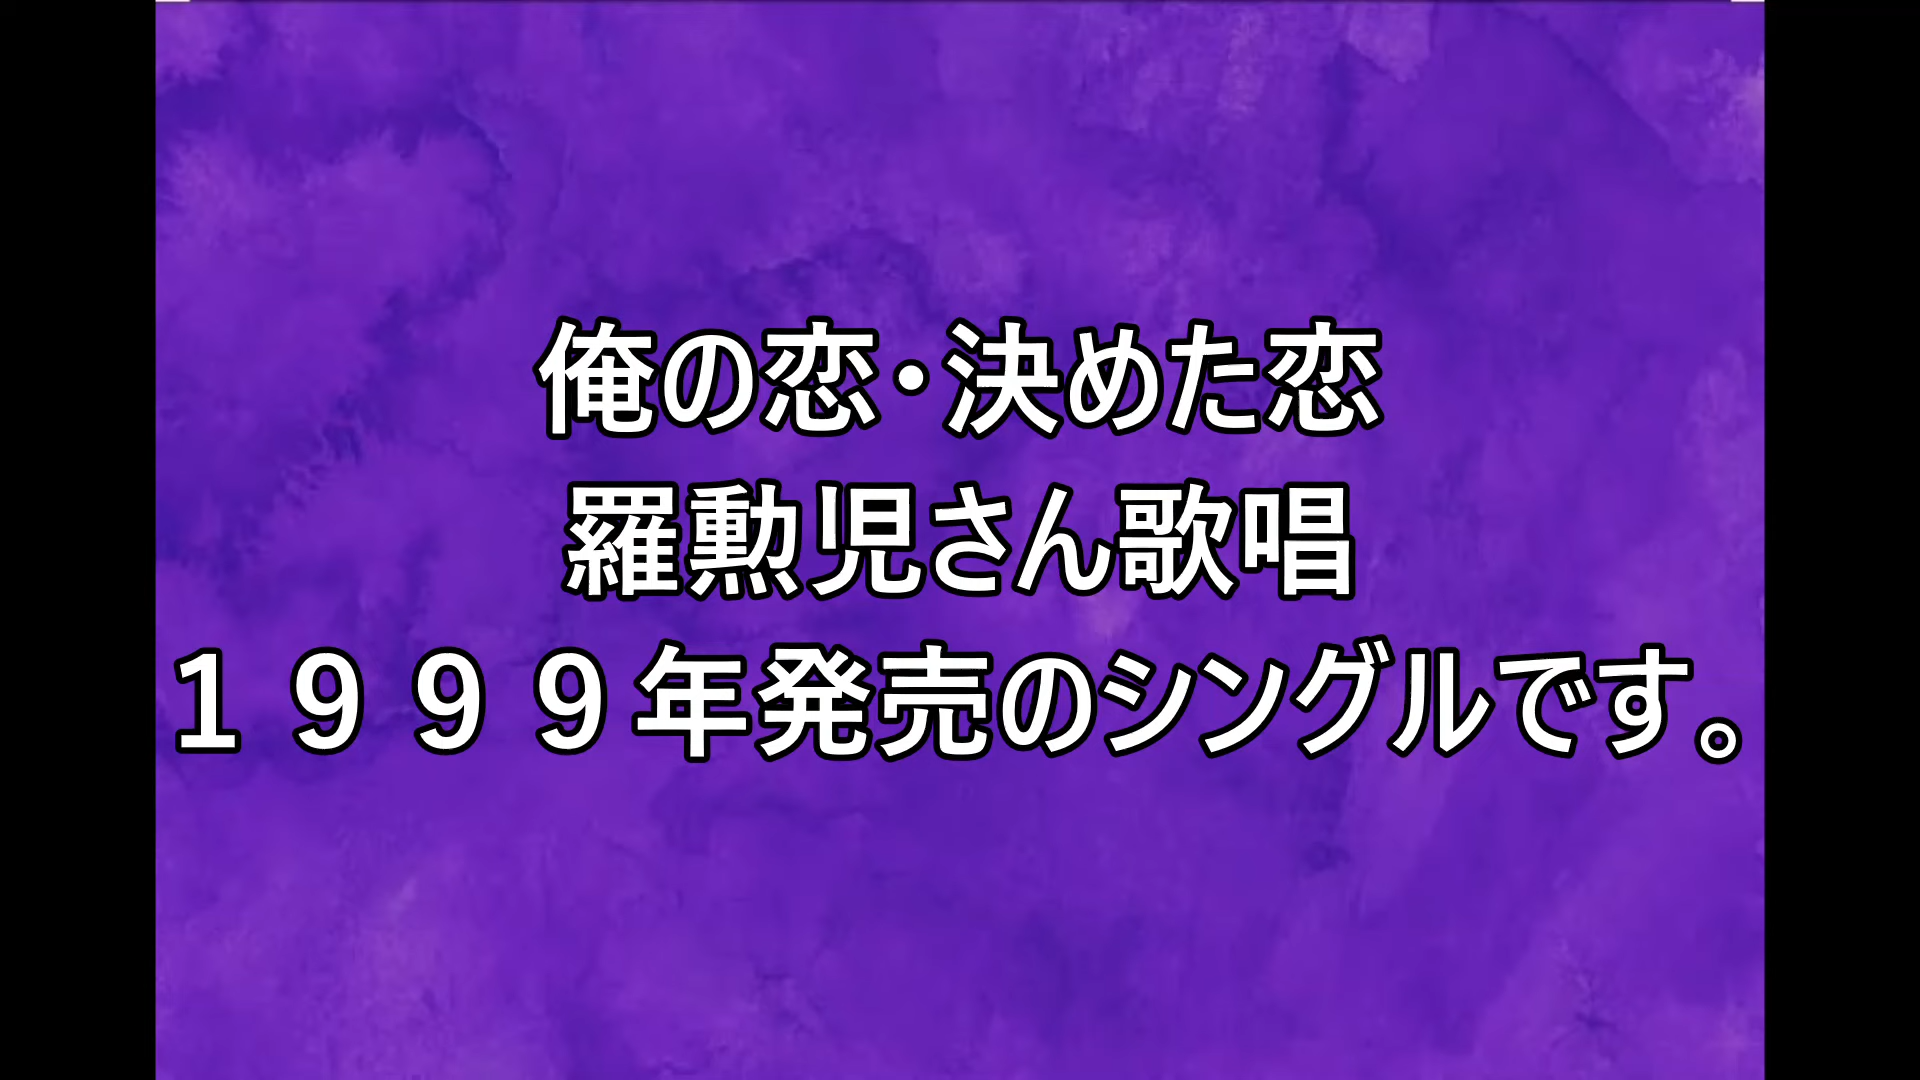 俺の恋・決めた恋
羅勲児さん歌唱
１９９９年発売のシングルです。